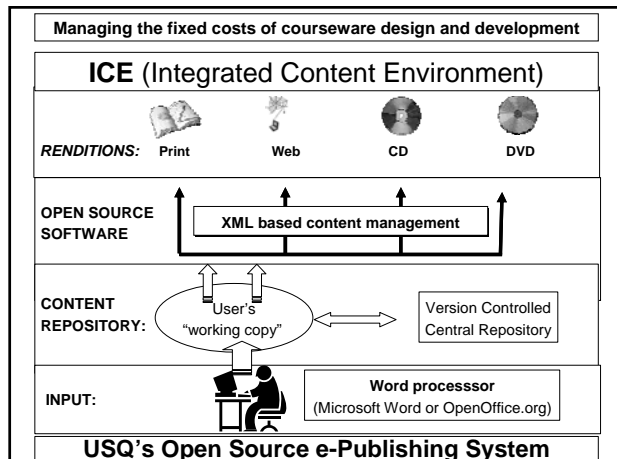 Managing the fixed costs of courseware design and development
ICE (Integrated Content Environment)
RENDITIONS: Print Web CD DVD
OPEN SOURCE
SOFTWARE
XML based content management
CONTENT
REPOSITORY:
User's
"working copy"
Version Controlled
Central Repository
INPUT:
Word processsor
(Microsoft Word or OpenOffice.org)
USQ's Open Source e-Publishing System